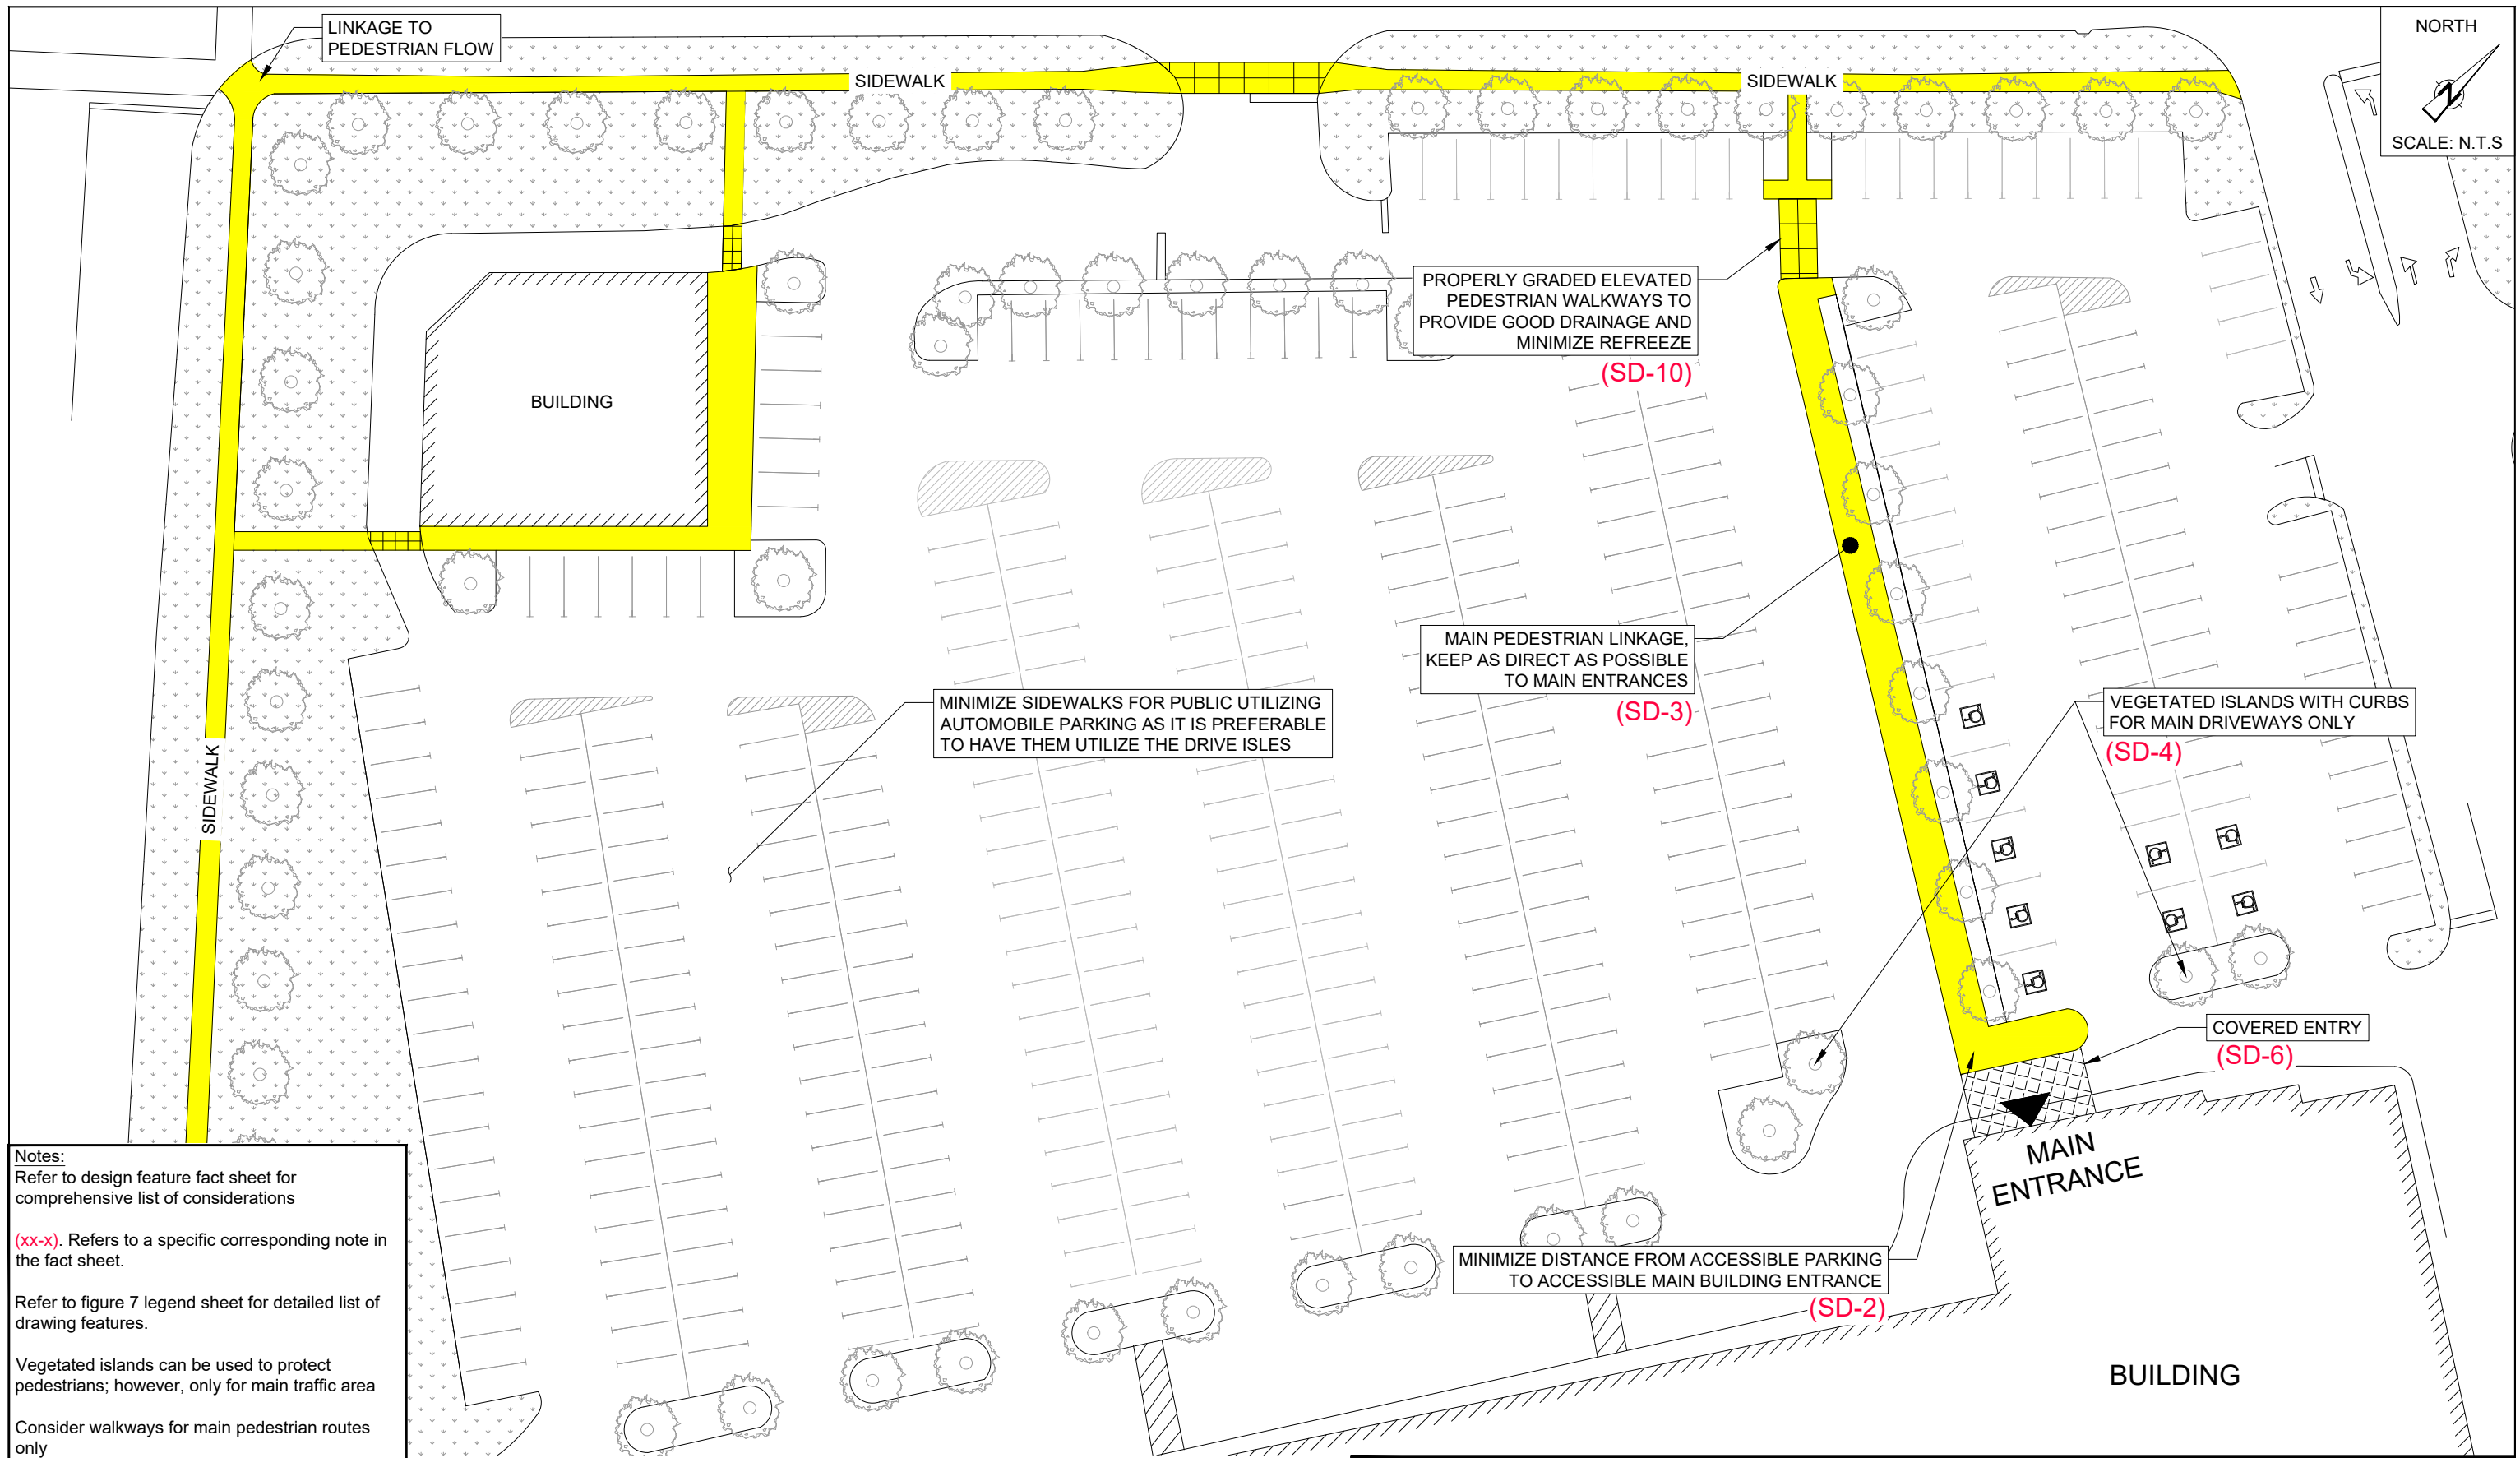 LINKAGE TO
PEDESTRIAN FLOW
SIDEWALK
SIDEWALK
NORTH
SCALE: N.T.S
PROPERLY GRADED ELEVATED
PEDESTRIAN WALKWAYS TO
PROVIDE GOOD DRAINAGE AND
MINIMIZE REFREEZE
(SD-10)
BUILDING
MAIN PEDESTRIAN LINKAGE,
KEEP AS DIRECT AS POSSIBLE
TO MAIN ENTRANCES
(SD-3)
MINIMIZE SIDEWALKS FOR PUBLIC UTILIZING
AUTOMOBILE PARKING AS IT IS PREFERABLE
TO HAVE THEM UTILIZE THE DRIVE ISLES
VEGETATED ISLANDS WITH CURBS
FOR MAIN DRIVEWAYS ONLY
(SD-4)
SIDEWALK
COVERED ENTRY
(SD-6)
MAIN
ENTRANCE
MINIMIZE DISTANCE FROM ACCESSIBLE PARKING
TO ACCESSIBLE MAIN BUILDING ENTRANCE
(SD-2)
BUILDING
Notes:
Refer to design feature fact sheet for
comprehensive list of considerations
(xx-x). Refers to a specific corresponding note in
the fact sheet.
Refer to figure 7 legend sheet for detailed list of
drawing features.
Vegetated islands can be used to protect
pedestrians; however, only for main traffic area
Consider walkways for main pedestrian routes
only